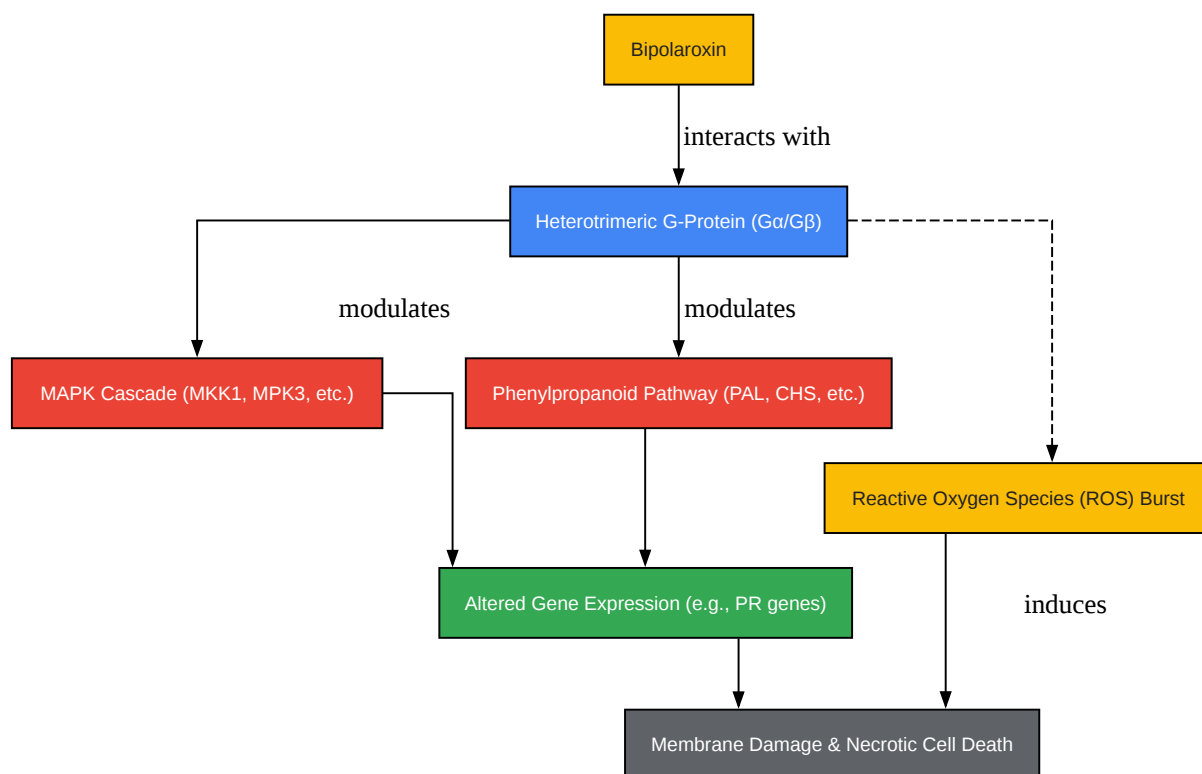 Bipolaroxin
interacts with
Heterotrimeric G-Protein (Gα/Gβ)
modulates
modulates
MAPK Cascade (MKK1, MPK3, etc.)
Phenylpropanoid Pathway (PAL, CHS, etc.)
Reactive Oxygen Species (ROS) Burst
Altered Gene Expression (e.g., PR genes)
induces
Membrane Damage & Necrotic Cell Death